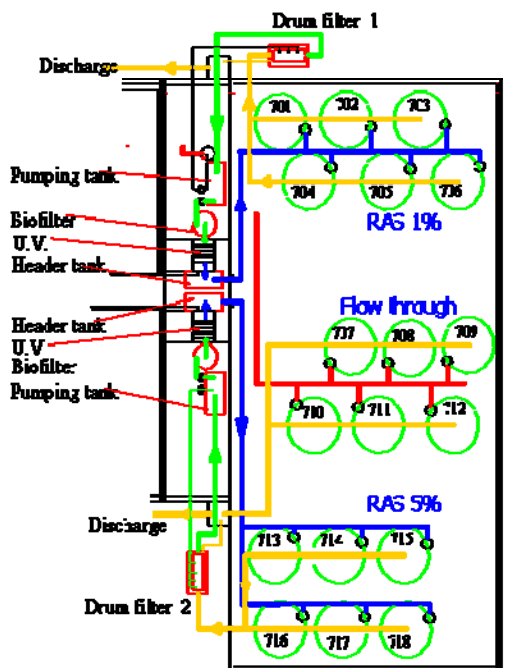 Drum filter 1
Discharge
701 702 7C3
Pumping tank
704 705 706
Biofilter
RAS 1%
U.V.
Header tank
Flow through
Header tank
707 708 709
U.V
Biofilter
Pumping tank
710 711 712
RAS 5%
Discharge
713 714 715
Drum filter 2
716 717 718